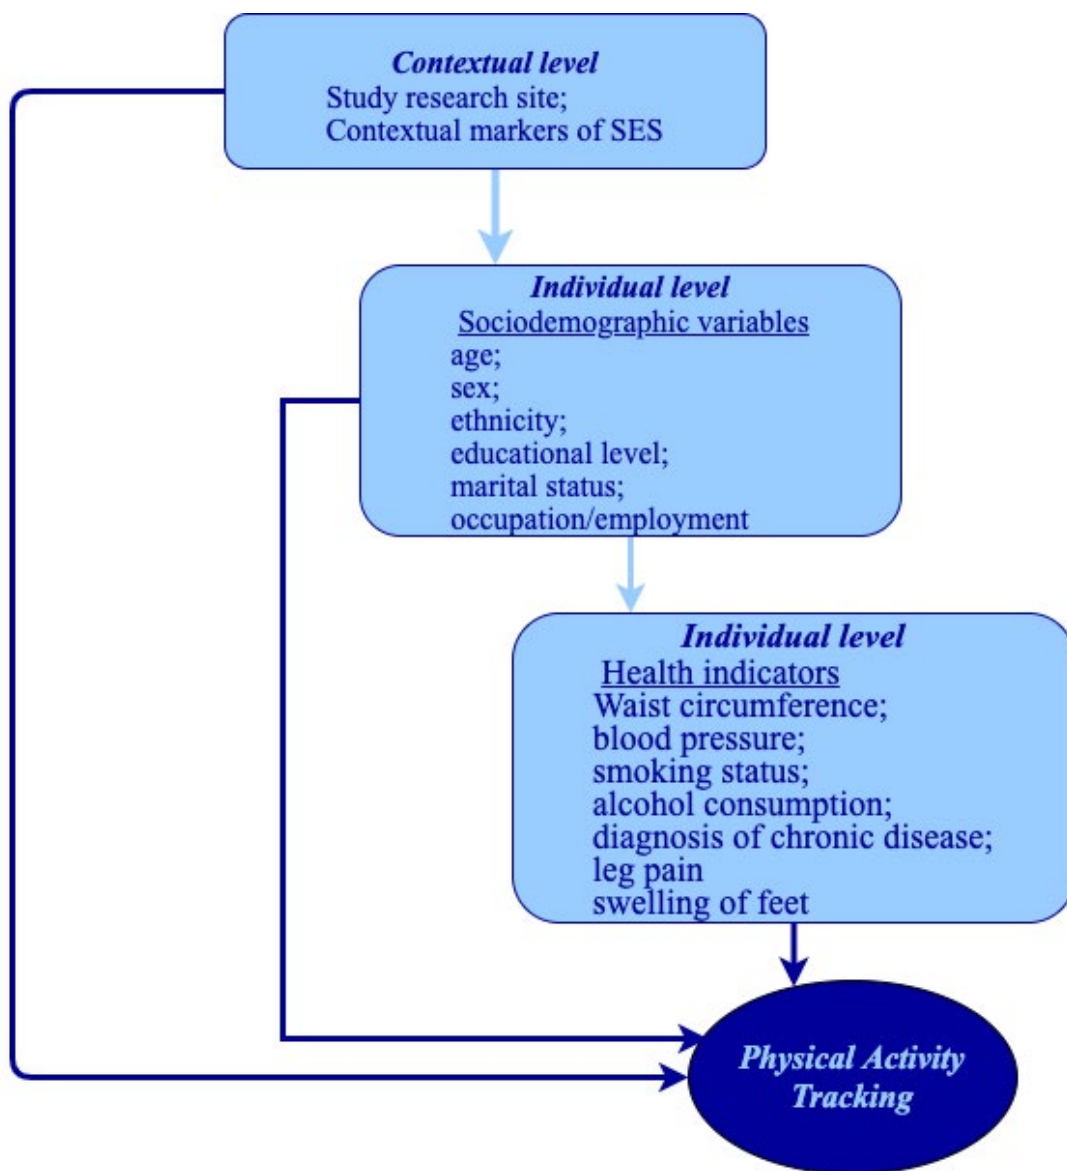 Contextual level
Study research site;
Contextual markers of SES
Individual level
Sociodemographic variables
age;
sex;
ethnicity;
educational level;
marital status;
occupation/employment
Individual level
Health indicators
Waist circumference;
blood pressure;
smoking status;
alcohol consumption;
diagnosis of chronic disease;
leg pain
swelling of feet
Physical Activity
Tracking